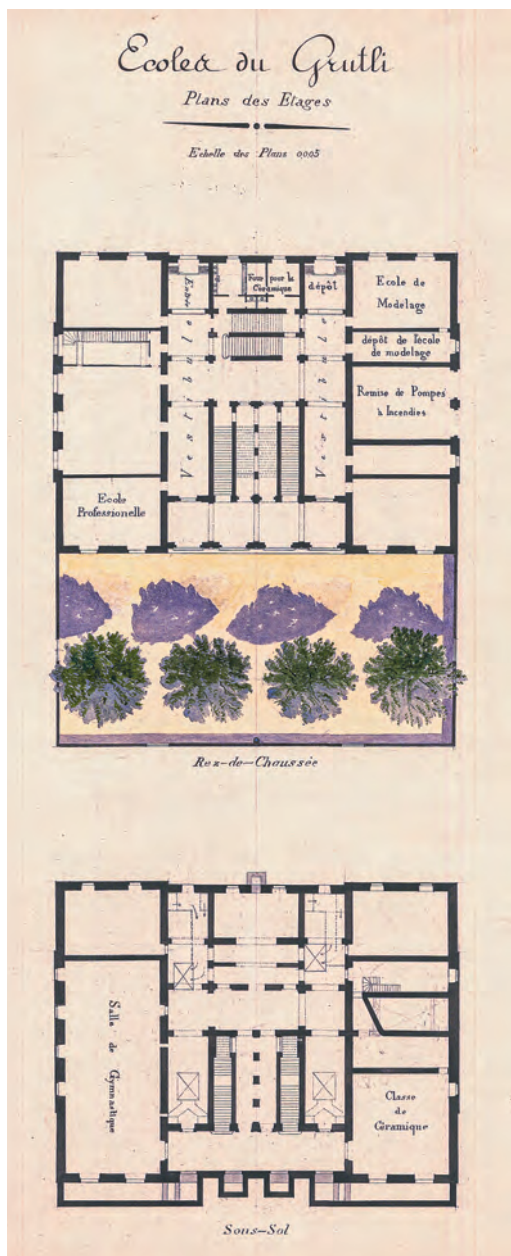 Ecoles du Grutli
Plans des Etages
Echelle des Plans 0,005
Entrée
Four pour la
Céramique
dépôt
Ecole de
Modelage
dépôt de l'école
de modelage
Remise de Pompes
à Incendies
Vestibule
Vestibule
Ecole
Professionelle
Rez-de-Chaussée
Salle de Gymnastique
Classe
de
Céramique
Sous-Sol